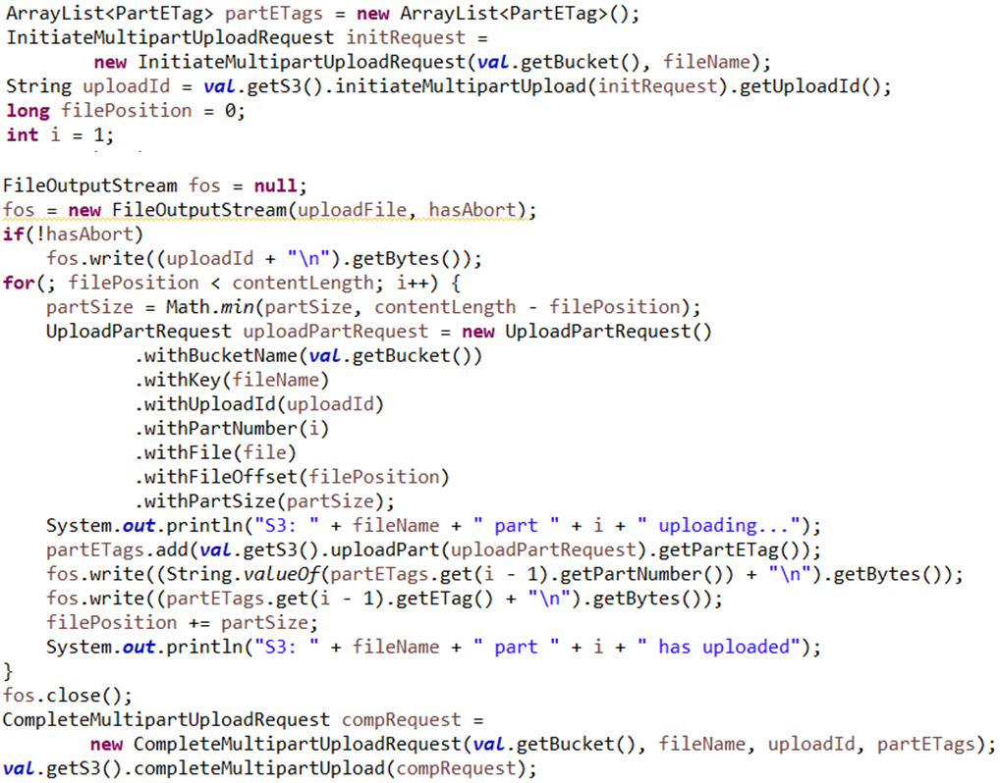 ArrayList<PartETag> partETags = new ArrayList<PartETag>();
InitiateMultipartUploadRequest initRequest =
        new InitiateMultipartUploadRequest(val.getBucket(), fileName);
String uploadId = val.getS3().initiateMultipartUpload(initRequest).getUploadId();
long filePosition = 0;
int i = 1;
FileOutputStream fos = null;
fos = new FileOutputStream(uploadFile, hasAbort);
if(!hasAbort)
    fos.write((uploadId + "\n").getBytes());
for(; filePosition < contentLength; i++) {
    partSize = Math.min(partSize, contentLength - filePosition);
    UploadPartRequest uploadPartRequest = new UploadPartRequest()
            .withBucketName(val.getBucket())
            .withKey(fileName)
            .withUploadId(uploadId)
            .withPartNumber(i)
            .withFile(file)
            .withFileOffset(filePosition)
            .withPartSize(partSize);
    System.out.println("S3: " + fileName + " part " + i + " uploading...");
    partETags.add(val.getS3().uploadPart(uploadPartRequest).getPartETag());
    fos.write((String.valueOf(partETags.get(i - 1).getPartNumber()) + "\n").getBytes());
    fos.write((partETags.get(i - 1).getETag() + "\n").getBytes());
    filePosition += partSize;
    System.out.println("S3: " + fileName + " part " + i + " has uploaded");
}
fos.close();
CompleteMultipartUploadRequest compRequest =
        new CompleteMultipartUploadRequest(val.getBucket(), fileName, uploadId, partETags);
val.getS3().completeMultipartUpload(compRequest);